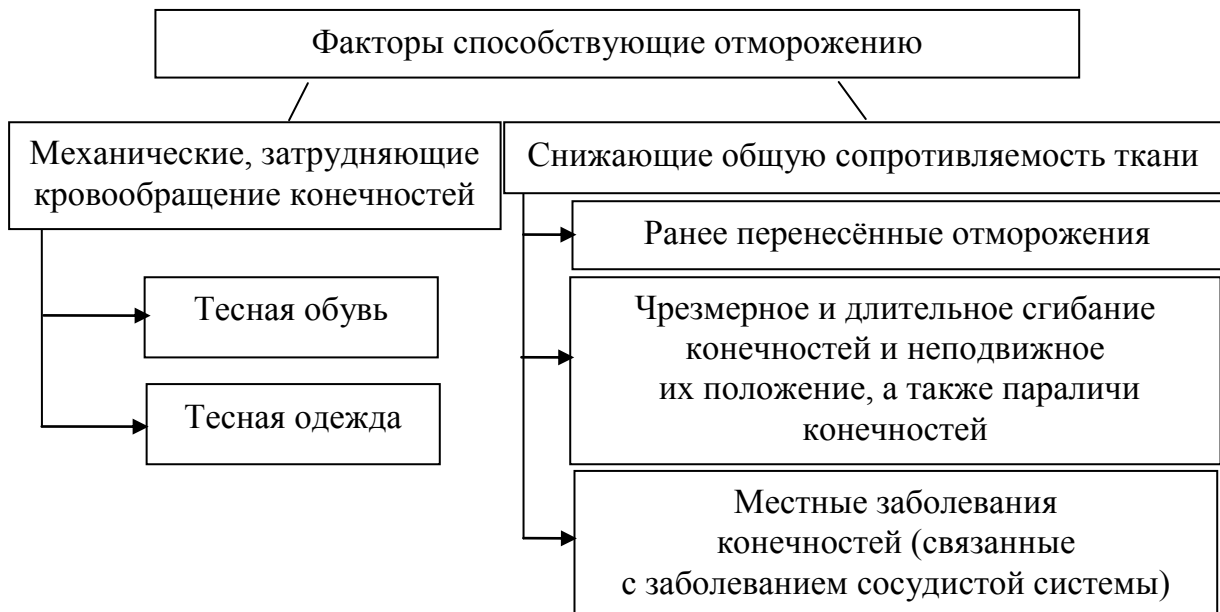 Факторы способствующие отморожению
Механические, затрудняющие
кровообращение конечностей
Тесная обувь
Тесная одежда
Снижающие общую сопротивляемость ткани
Ранее перенесённые отморожения
Чрезмерное и длительное сгибание
конечностей и неподвижное
их положение, а также параличи
конечностей
Местные заболевания
конечностей (связанные
с заболеванием сосудистой системы)